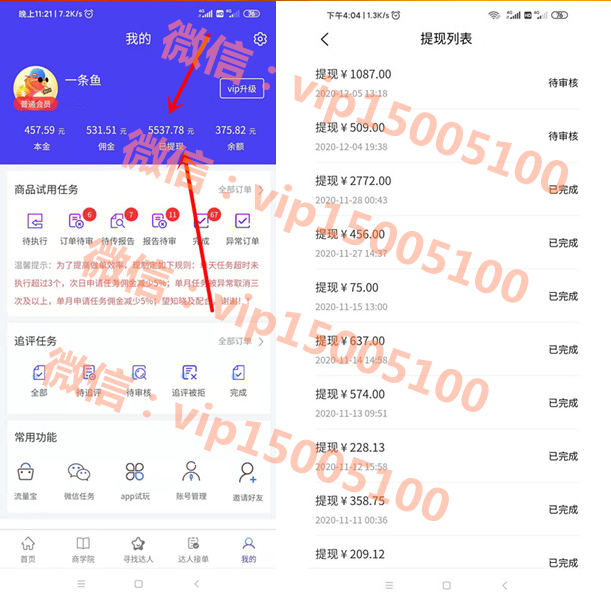 晚上11:21 | 7.2K/s
我的
一条鱼
普通会员
vip升级
457.59 元
531.51 元
5537.78 元
375.82 元
本金
佣金
已提现
余额
商品试用任务
全部订单
6
7
11
67
待执行
订单待审
待传报告
报告待审
完成
异常订单
温馨提示：为了提高做单效率，现制定如下规则：单天任务超时未
执行超过3个，次日申请任务佣金减少5%；单月任务被异常取消三
次及以上，单月申请任务佣金减少5%；望知晓及配合，谢谢！！
追评任务
全部订单
全部
待追评
待审核
追评被拒
完成
常用功能
流量宝
微信任务
app试玩
账号管理
邀请好友
首页
商学院
寻找达人
达人接单
我的
下午4:04 | 1.3K/s
提现列表
提现￥1087.00
2020-12-05 13:18
待审核
提现￥509.00
2020-12-04 19:38
待审核
提现￥2772.00
2020-11-28 00:43
已完成
提现￥456.00
2020-11-27 14:37
已完成
提现￥75.00
2020-11-15 13:00
已完成
提现￥637.00
2020-11-14 14:58
已完成
提现￥574.00
2020-11-13 09:51
已完成
提现￥228.13
2020-11-12 15:58
已完成
提现￥358.75
2020-11-11 00:36
已完成
提现￥209.12
已完成
微信：vip15005100
微信：vip15005100
微信：vip15005100
微信：vip15005100